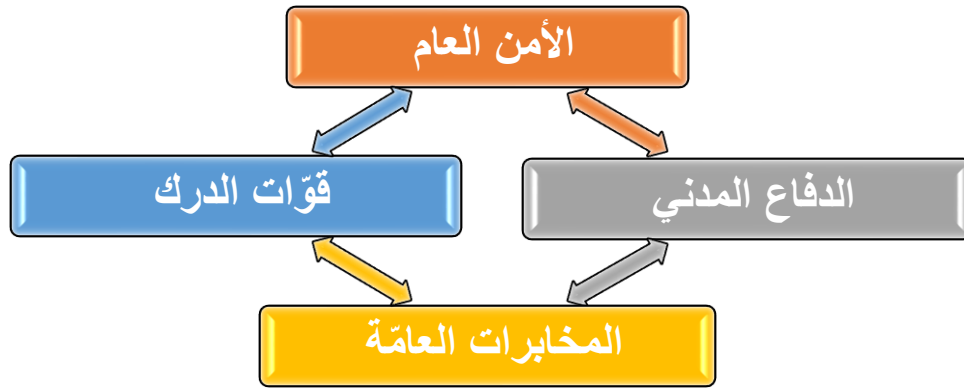 الأمن العام
الدفاع المدني
قوّات الدرك
المخابرات العامّة